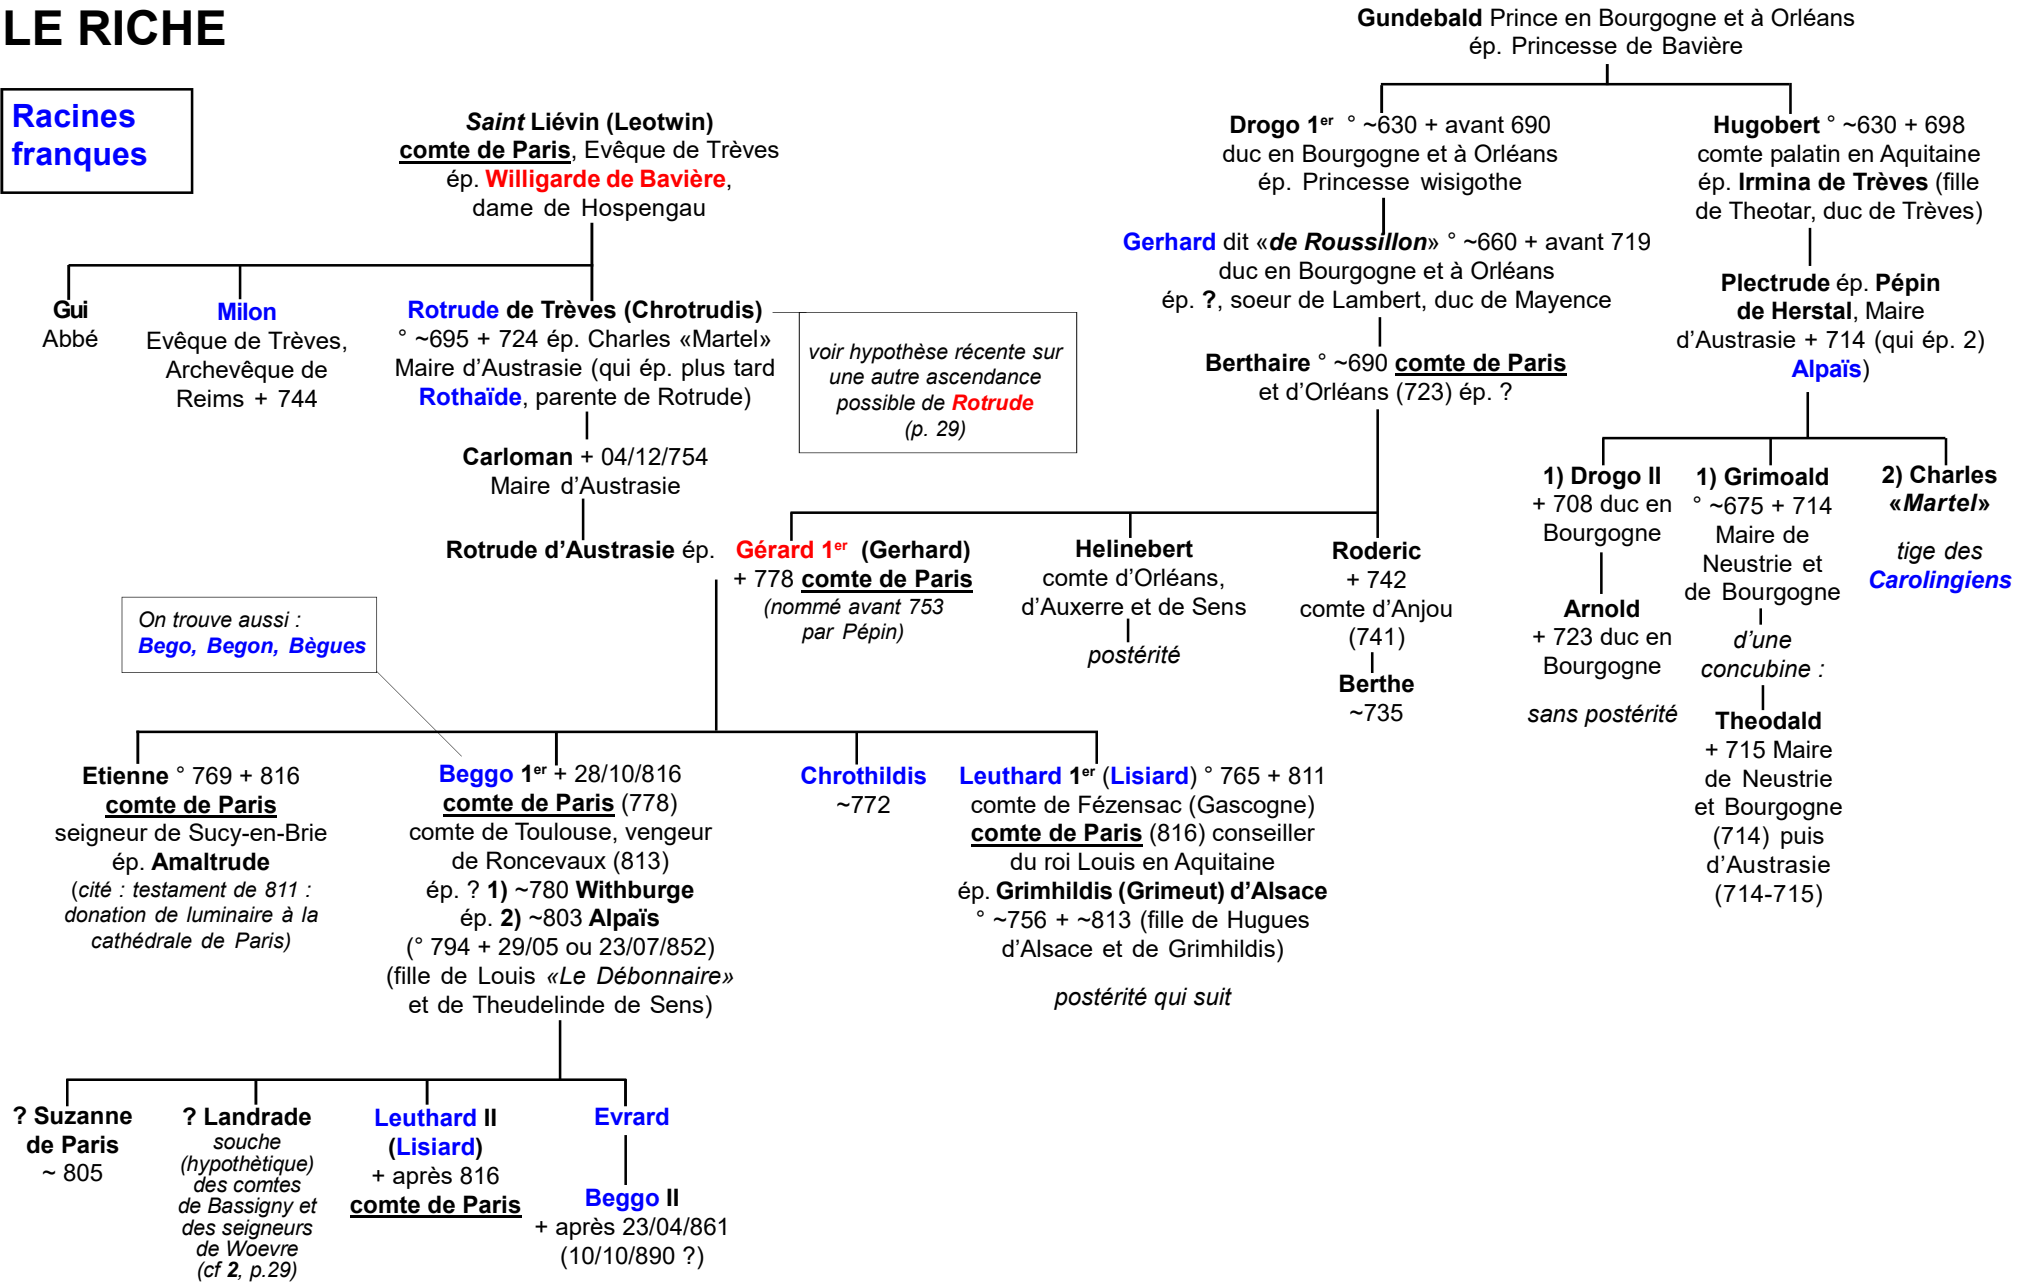 LE RICHE
Racines
franques
Gundebald Prince en Bourgogne et à Orléans
ép. Princesse de Bavière
Saint Liévin (Leotwin)
comte de Paris, Evêque de Trèves
ép. Willigarde de Bavière,
dame de Hospengau
Drogo 1er ° ~630 + avant 690
duc en Bourgogne et à Orléans
ép. Princesse wisigothe
Hugobert ° ~630 + 698
comte palatin en Aquitaine
ép. Irmina de Trèves (fille
de Theotar, duc de Trèves)
Gerhard dit «de Roussillon» ° ~660 + avant 719
duc en Bourgogne et à Orléans
ép. ?, soeur de Lambert, duc de Mayence
Plectrude ép. Pépin
de Herstal, Maire
d'Austrasie + 714 (qui ép. 2)
Alpaïs)
Gui
Abbé
Milon
Evêque de Trèves,
Archevêque de
Reims + 744
Rotrude de Trèves (Chrotrudis)
° ~695 + 724 ép. Charles «Martel»
Maire d'Austrasie (qui ép. plus tard
Rothaïde, parente de Rotrude)
voir hypothèse récente sur
une autre ascendance
possible de Rotrude
(p. 29)
Berthaire ° ~690 comte de Paris
et d'Orléans (723) ép. ?
Carloman + 04/12/754
Maire d'Austrasie
1) Drogo II
+ 708 duc en
Bourgogne
1) Grimoald
° ~675 + 714
Maire de
Neustrie et
de Bourgogne
2) Charles
«Martel»
tige des
Carolingiens
Rotrude d'Austrasie ép.
Gérard 1er (Gerhard)
+ 778 comte de Paris
(nommé avant 753
par Pépin)
Helinebert
comte d'Orléans,
d'Auxerre et de Sens
postérité
Roderic
+ 742
comte d'Anjou
(741)
Berthe
~735
Arnold
+ 723 duc en
Bourgogne
sans postérité
d'une
concubine :
Theodald
+ 715 Maire
de Neustrie
et Bourgogne
(714) puis
d'Austrasie
(714-715)
On trouve aussi :
Bego, Begon, Bègues
Etienne ° 769 + 816
comte de Paris
seigneur de Sucy-en-Brie
ép. Amaltrude
(cité : testament de 811 :
donation de luminaire à la
cathédrale de Paris)
Beggo 1er + 28/10/816
comte de Paris (778)
comte de Toulouse, vengeur
de Roncevaux (813)
ép. ? 1) ~780 Withburge
ép. 2) ~803 Alpaïs
(° 794 + 29/05 ou 23/07/852)
(fille de Louis «Le Débonnaire»
et de Theudelinde de Sens)
Chrothildis
~772
Leuthard 1er (Lisiard) ° 765 + 811
comte de Fézensac (Gascogne)
comte de Paris (816) conseiller
du roi Louis en Aquitaine
ép. Grimhildis (Grimeut) d'Alsace
° ~756 + ~813 (fille de Hugues
d'Alsace et de Grimhildis)
postérité qui suit
? Suzanne
de Paris
~ 805
? Landrade
souche
(hypothètique)
des comtes
de Bassigny et
des seigneurs
de Woevre
(cf 2, p.29)
Leuthard II
(Lisiard)
+ après 816
comte de Paris
Evrard
Beggo II
+ après 23/04/861
(10/10/890 ?)